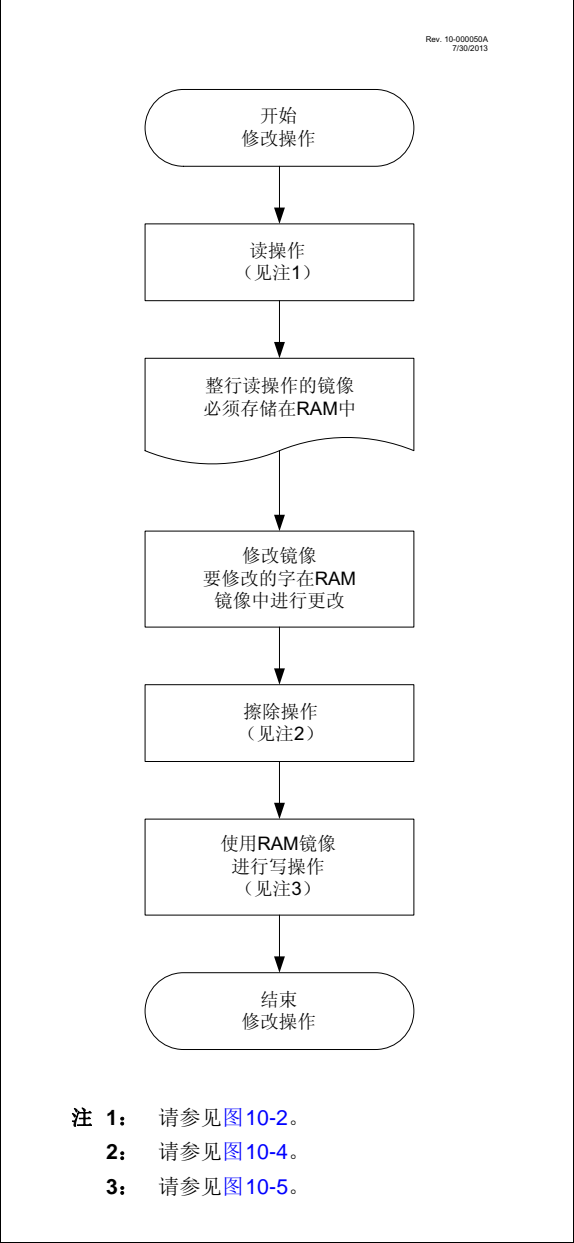 Rev. 10-000050A
7/30/2013
开始
修改操作
读操作
（见注1）
整行读操作的镜像
必须存储在RAM中
修改镜像
要修改的字在RAM
镜像中进行更改
擦除操作
（见注2）
使用RAM镜像
进行写操作
（见注3）
结束
修改操作
注 1： 请参见图10-2。
2： 请参见图10-4。
3： 请参见图10-5。